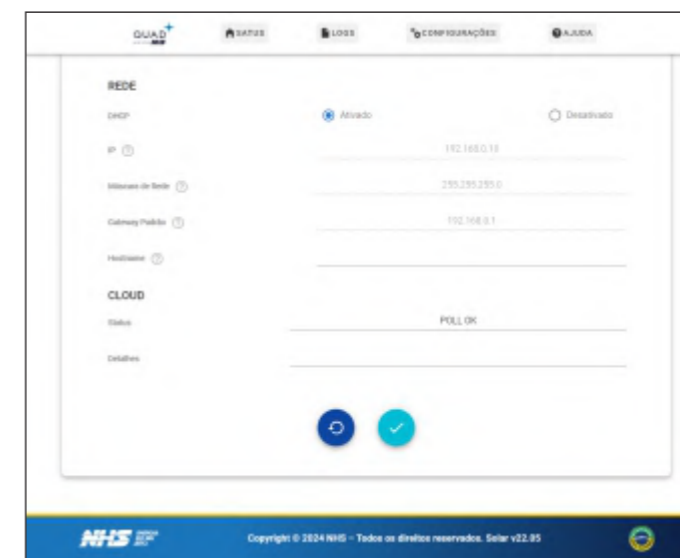 QUAD
NHS
STATUS
LOGS
CONFIGURAÇÕES
AJUDA
REDE
DHCP
Ativado
Desativado
IP
192.168.0.10
Máscara de Rede
255.255.255.0
Gateway Padrão
192.168.0.1
Hostname
CLOUD
Status
POLL OK
Detalhes
NHS
Copyright © 2024 NHS – Todos os direitos reservados. Solar v22.05